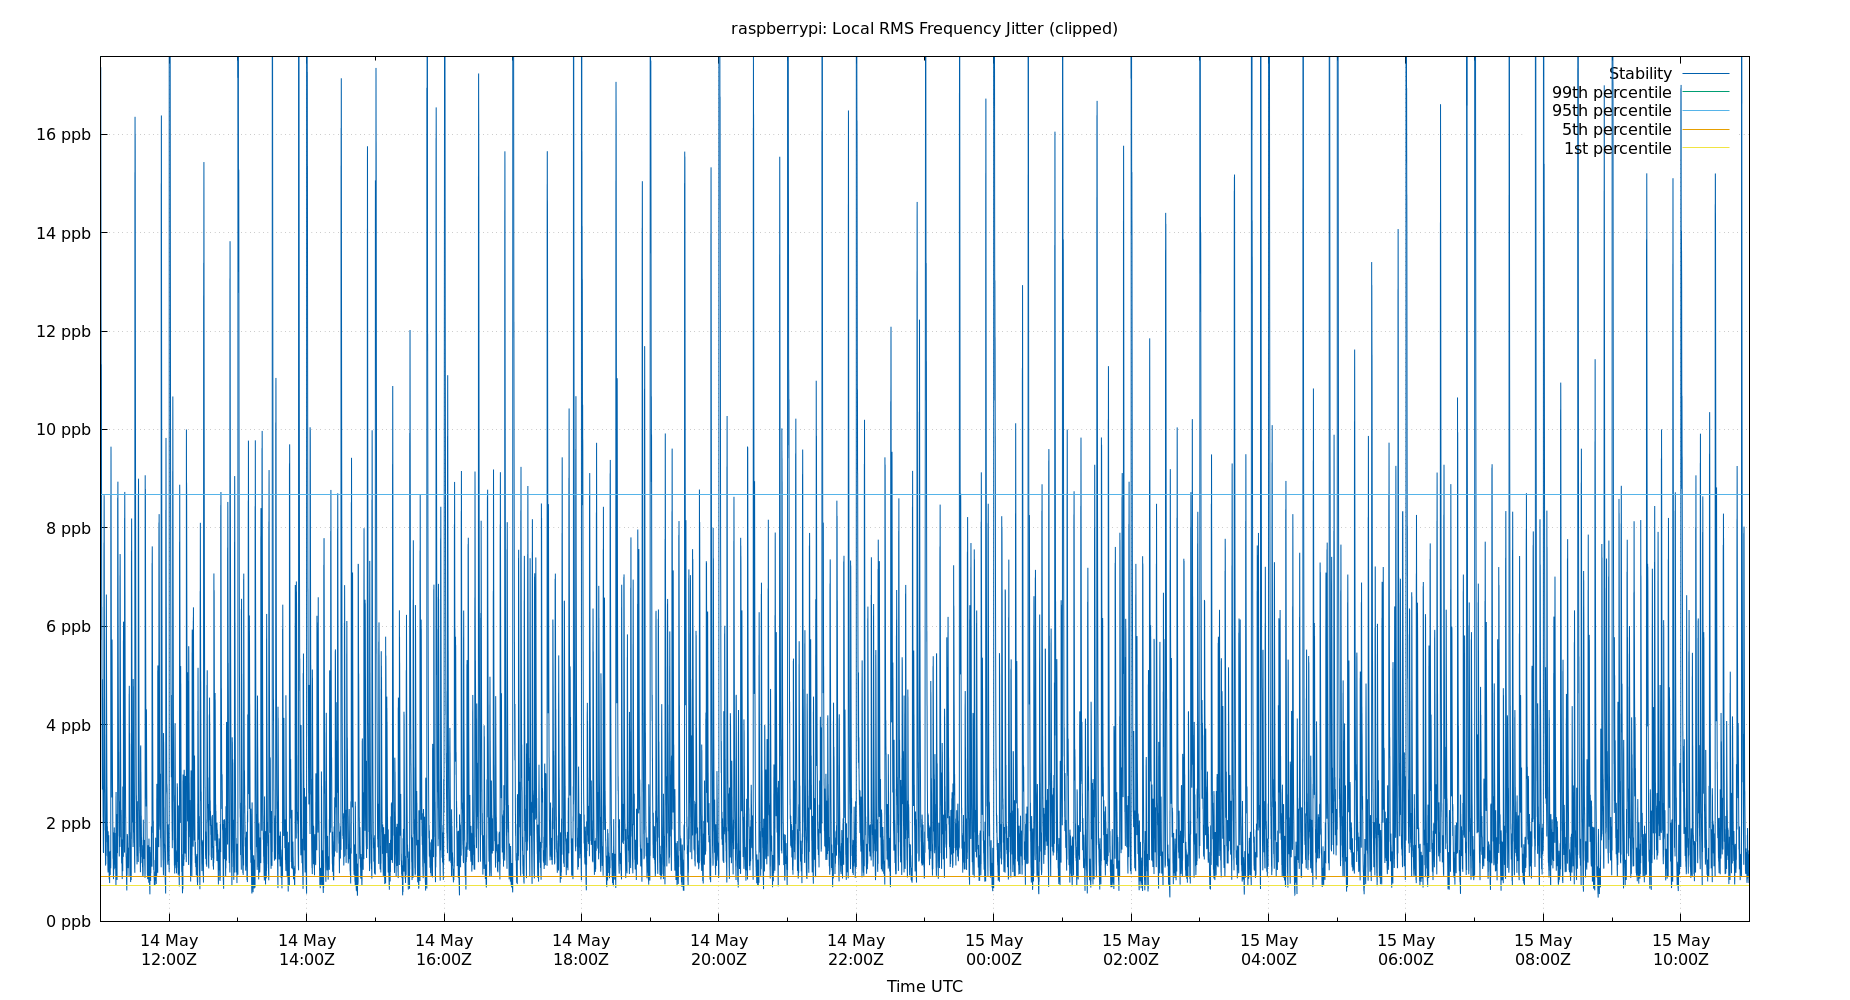 raspberrypi: Local RMS Frequency Jitter (clipped)
Stability
99th percentile
95th percentile
5th percentile
1st percentile
16 ppb
14 ppb
12 ppb
10 ppb
8 ppb
6 ppb
4 ppb
2 ppb
0 ppb
14 May 14 May 14 May 14 May 14 May 14 May 15 May 15 May 15 May 15 May 15 May 15 May
12:00Z 14:00Z 16:00Z 18:00Z 20:00Z 22:00Z 00:00Z 02:00Z 04:00Z 06:00Z 08:00Z 10:00Z
Time UTC